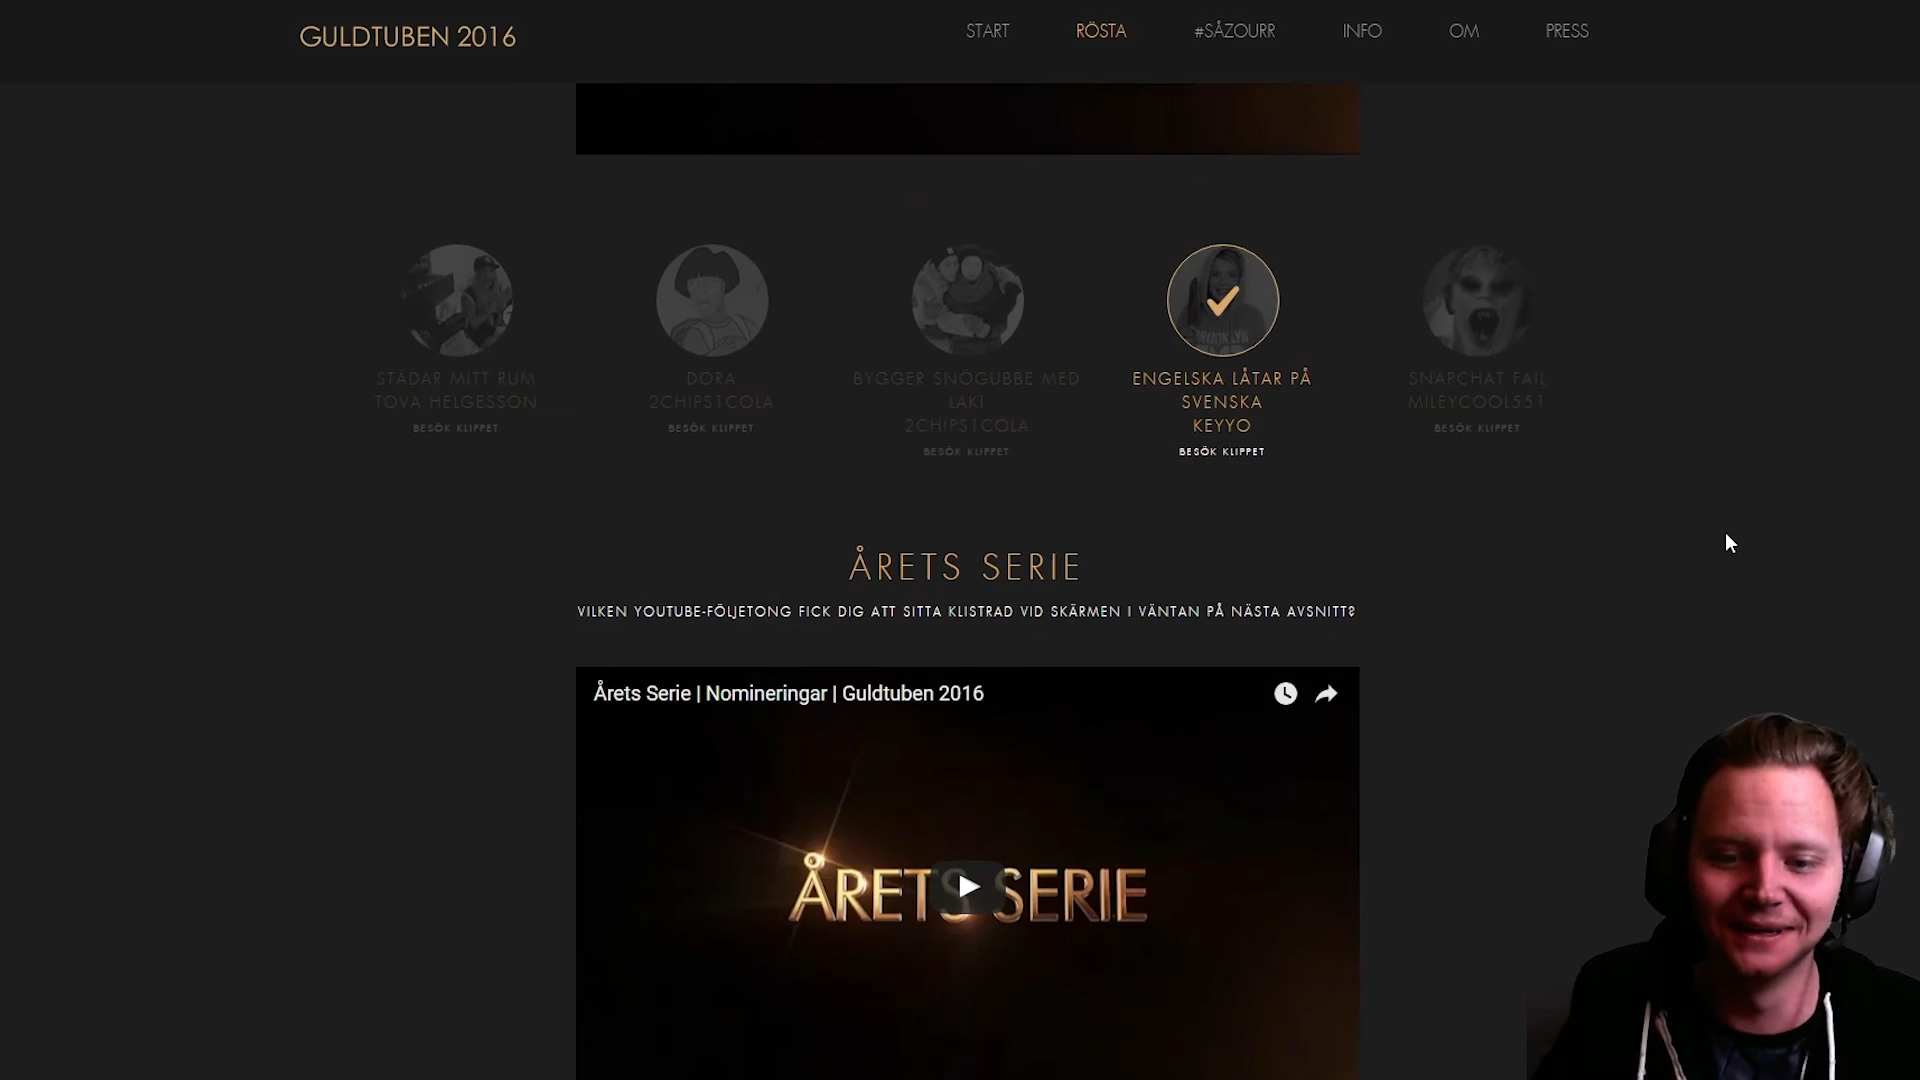 GULDTUBEN 2016
START
RÖSTA
#SÅZOURR
INFO
OM
PRESS
STÄDAR MITT RUM
TOVA HELGESSON
BESÖK KLIPPET
DORA
2CHIPS1COLA
BESÖK KLIPPET
BYGGER SNÖGUBBE MED
LAKI
2CHIPS1COLA
BESÖK KLIPPET
ENGELSKA LÅTAR PÅ
SVENSKA
KEYYO
BESÖK KLIPPET
SNAPCHAT FAIL
MILEYCOOL551
BESÖK KLIPPET
ÅRETS SERIE
VILKEN YOUTUBE-FÖLJETONG FICK DIG ATT SITTA KLISTRAD VID SKÄRMEN I VÄNTAN PÅ NÄSTA AVSNITT?
Årets Serie | Nomineringar | Guldtuben 2016
ÅRETS SERIE